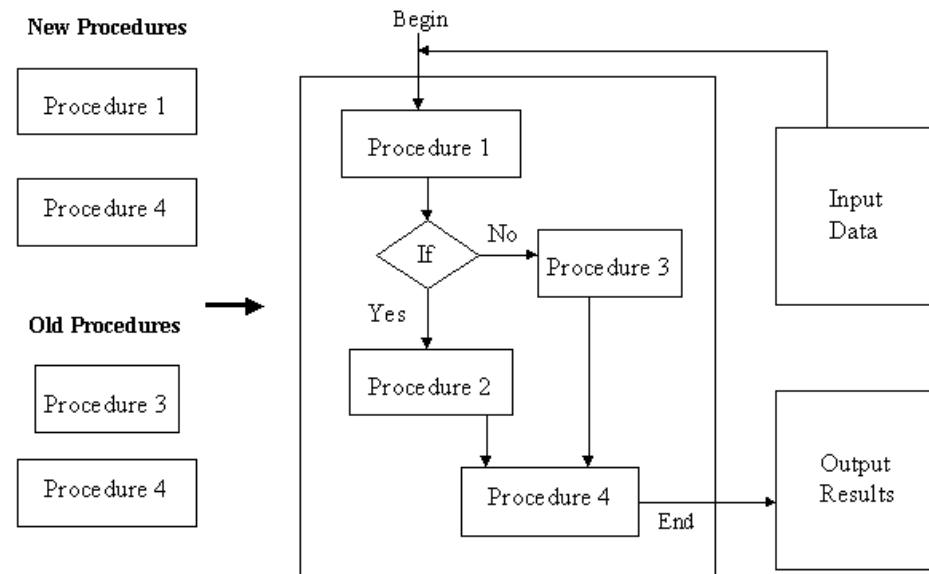 New Procedures
Procedure 1
Procedure 4
Old Procedures
Procedure 3
Procedure 4
Begin
Procedure 1
If
No
Procedure 3
Yes
Procedure 2
Procedure 4
End
Input
Data
Output
Results